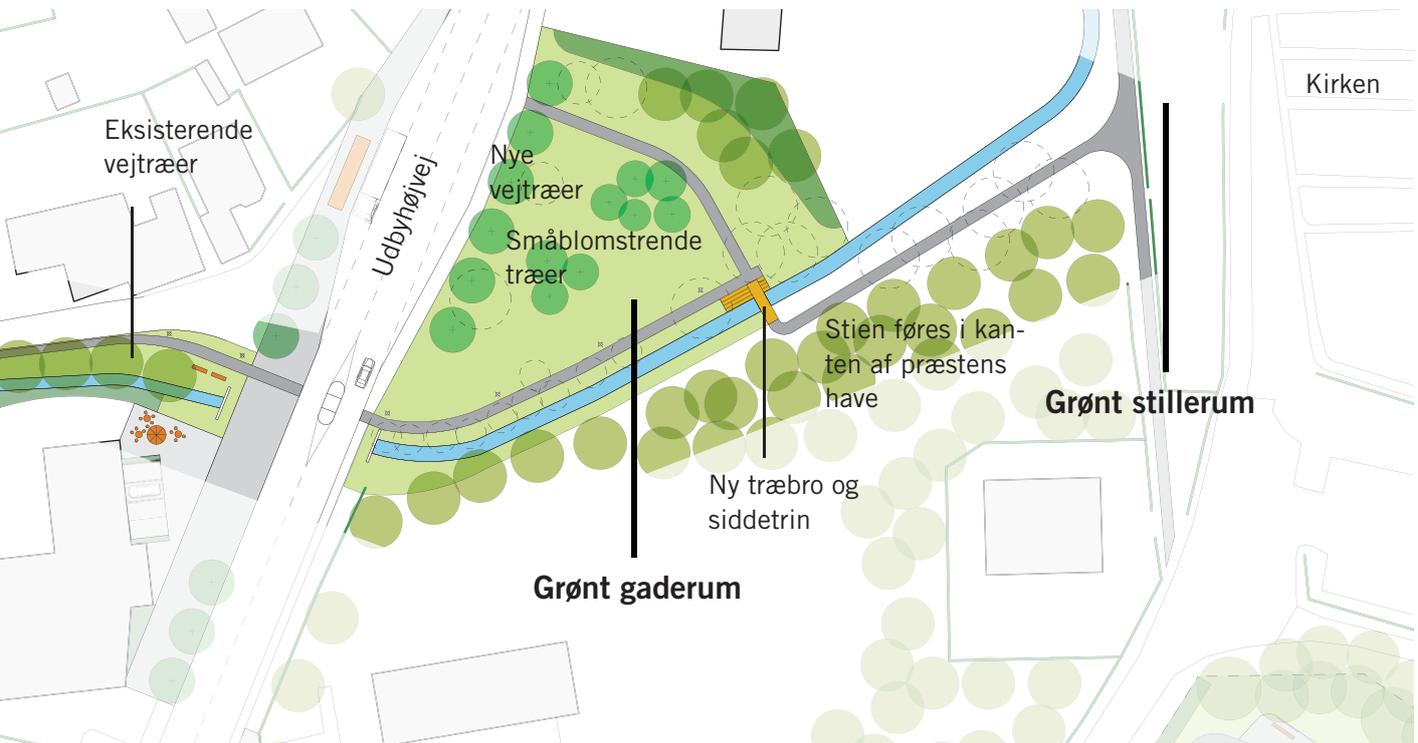 Kirken
Eksisterende
vejtræer
Udbyhøjvej
Nye
vejtræer
Småblomstrende
træer
Stien føres i kan-
ten af præstens
have
Grønt stillerum
Ny træbro og
siddetrin
Grønt gaderum